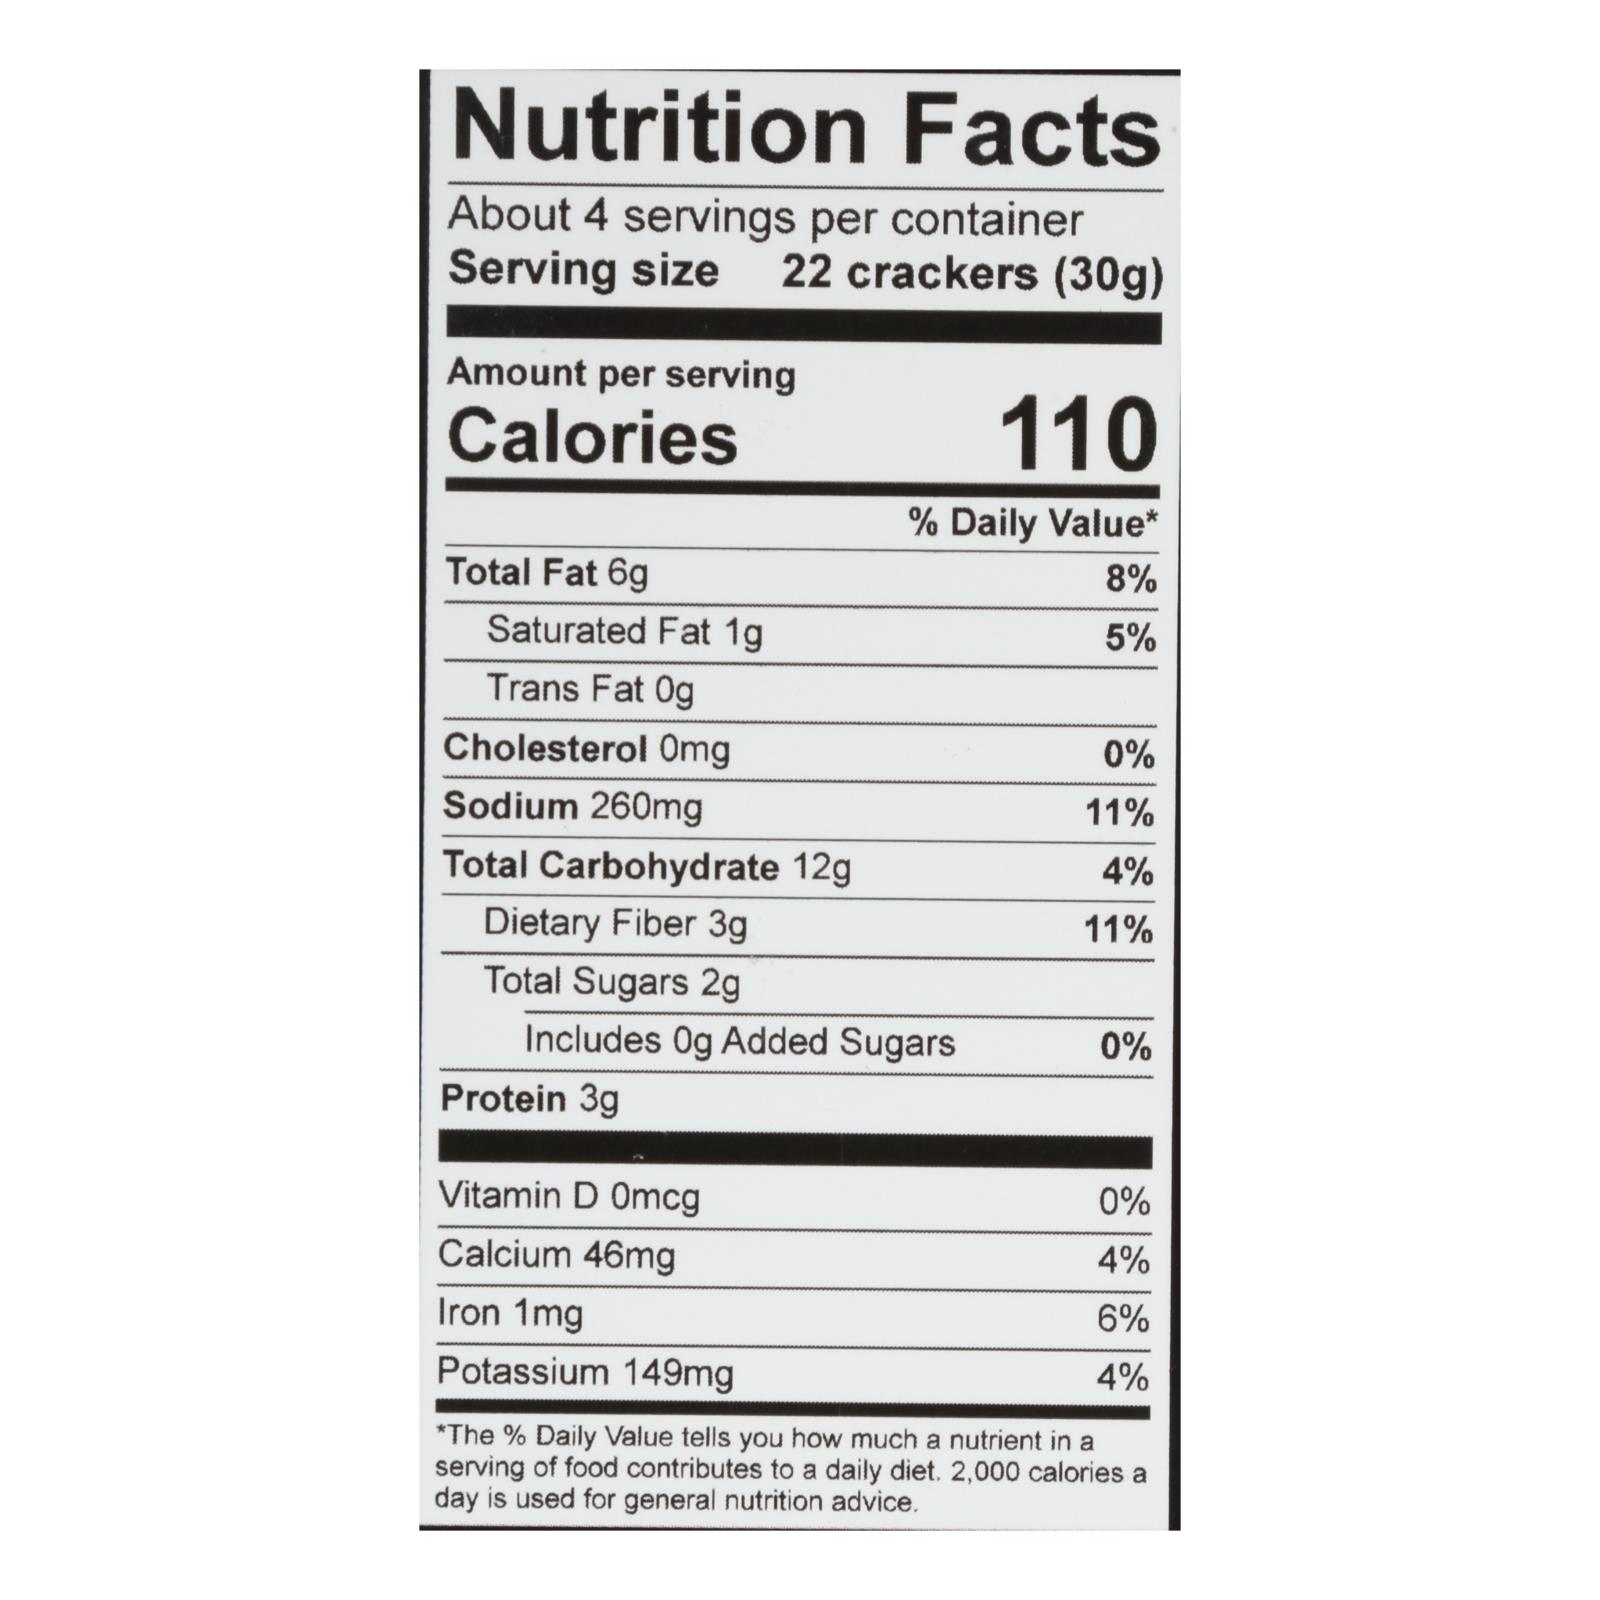 Nutrition Facts
About 4 servings per container
Serving size 22 crackers (30g)
Amount per serving
Calories 110
% Daily Value*
Total Fat 6g 8%
Saturated Fat 1g 5%
Trans Fat 0g
Cholesterol 0mg 0%
Sodium 260mg 11%
Total Carbohydrate 12g 4%
Dietary Fiber 3g 11%
Total Sugars 2g
Includes 0g Added Sugars 0%
Protein 3g
Vitamin D 0mcg 0%
Calcium 46mg 4%
Iron 1mg 6%
Potassium 149mg 4%
*The % Daily Value tells you how much a nutrient in a
serving of food contributes to a daily diet. 2,000 calories a
day is used for general nutrition advice.